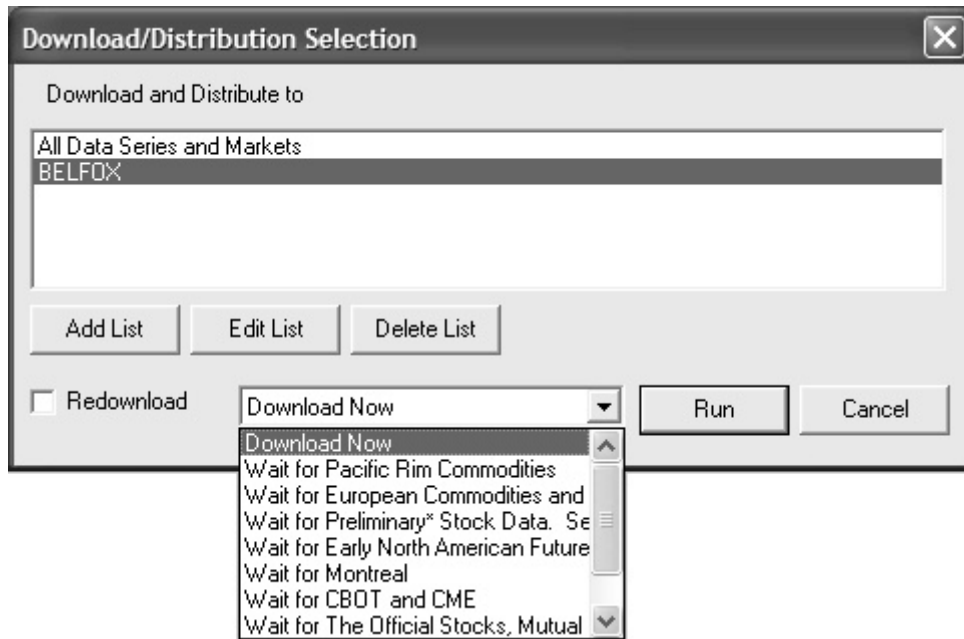 Download/Distribution Selection
Download and Distribute to
All Data Series and Markets
BELFOX
Add List Edit List Delete List
Redownload Download Now Run Cancel
Download Now
Wait for Pacific Rim Commodities
Wait for European Commodities and
Wait for Preliminary* Stock Data. Se
Wait for Early North American Future
Wait for Montreal
Wait for CBOT and CME
Wait for The Official Stocks, Mutual